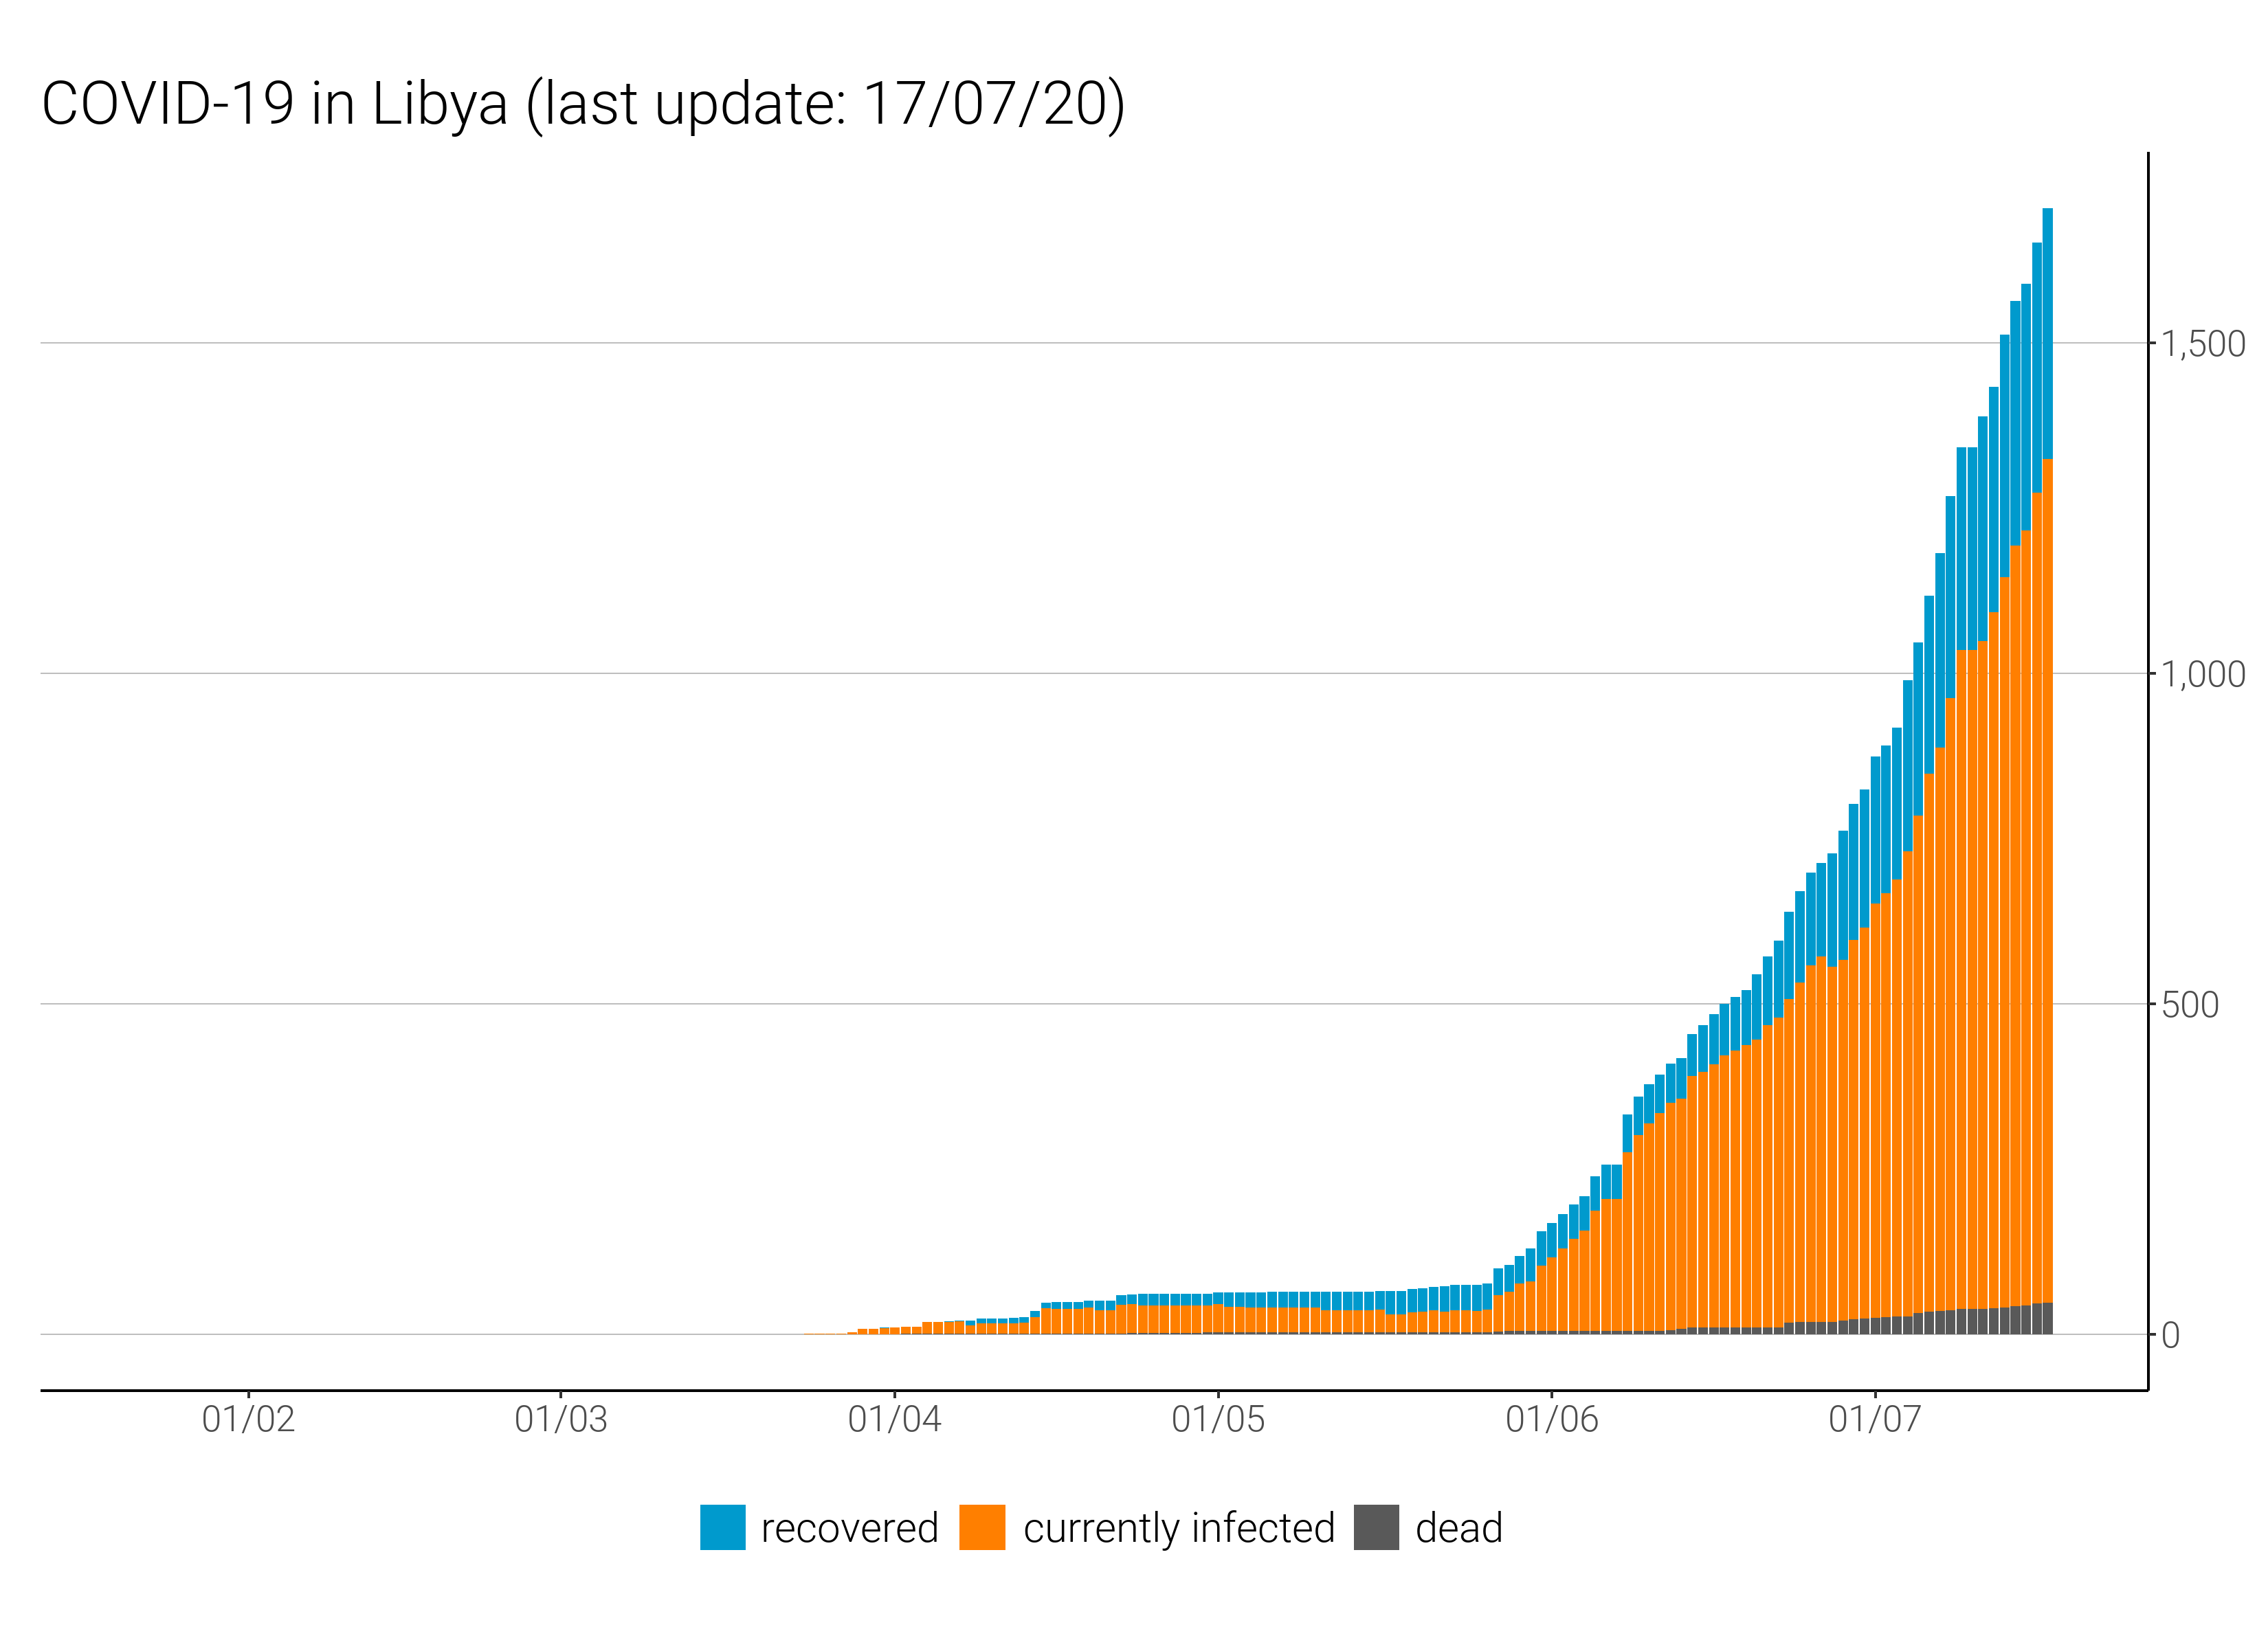 COVID-19 in Libya (last update: 17/07/20)
1,500
1,000
500
0
01/02 01/03 01/04 01/05 01/06 01/07
recovered currently infected dead